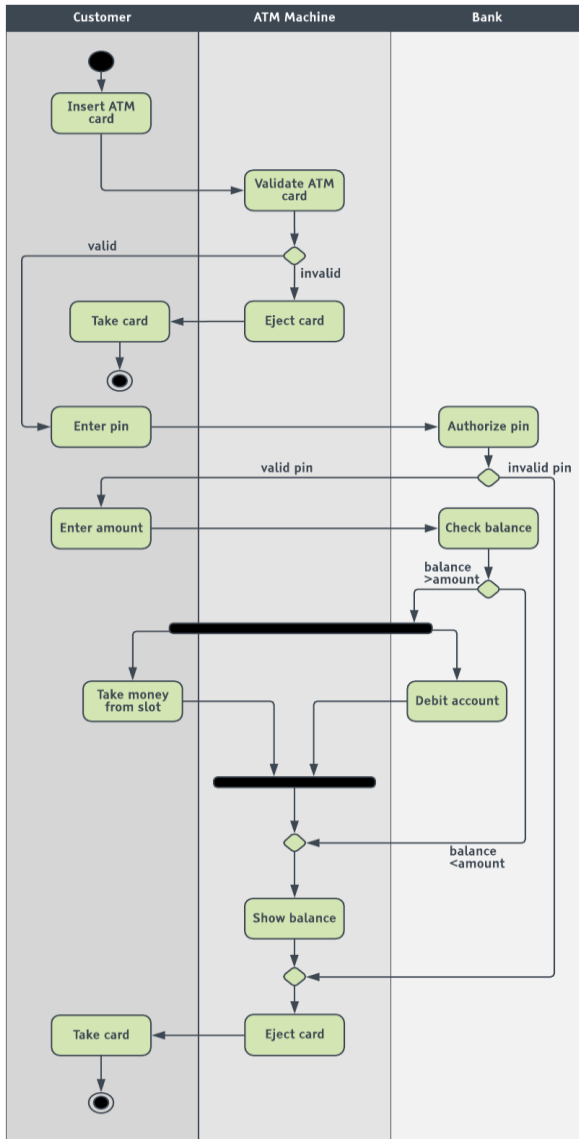 Customer
ATM Machine
Bank
Insert ATM
card
Validate ATM
card
valid
invalid
Take card
Eject card
Enter pin
Authorize pin
valid pin
invalid pin
Enter amount
Check balance
balance
>amount
Take money
from slot
Debit account
balance
<amount
Show balance
Take card
Eject card